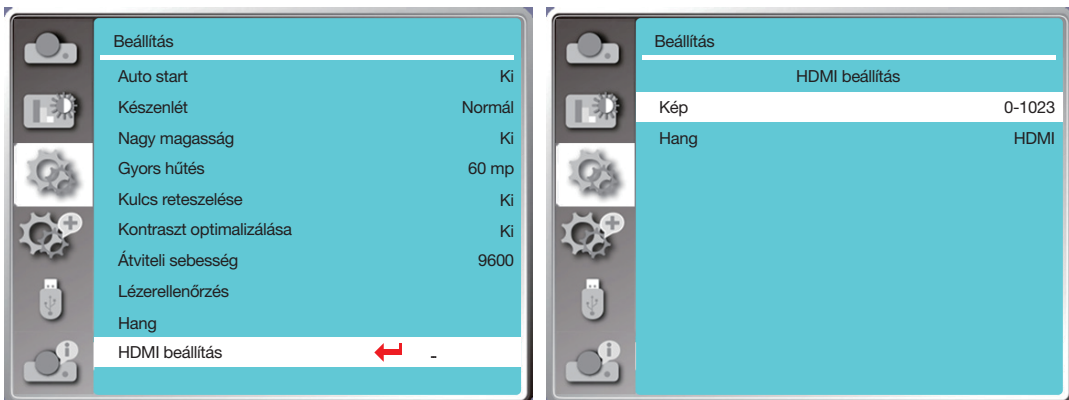 Beállítás
Auto start Ki
Készenlét Normál
Nagy magasság Ki
Gyors hűtés 60 mp
Kulcs reteszelése Ki
Kontraszt optimalizálása Ki
Átviteli sebesség 9600
Lézerellenőrzés
Hang
HDMI beállítás -
Beállítás
HDMI beállítás
Kép 0-1023
Hang HDMI